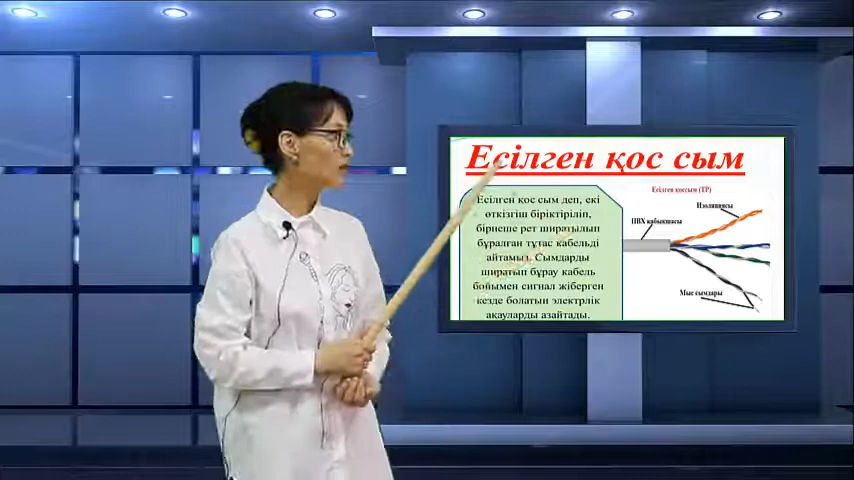 Есілген қос сым
Есілген қос сым деп, екі
өткізгіш біріктіріліп,
бірнеше рет ширатылып
бұралған тұтас кабельді
айтамыз. Сымдарды
ширатып бұрау кабель
бойымен сигнал жіберген
кезде болатын электрлік
ақауларды азайтады.
Есілген қоссым (ТР)
Изоляциясы
ПВХ қабықшасы
Мыс сымдары